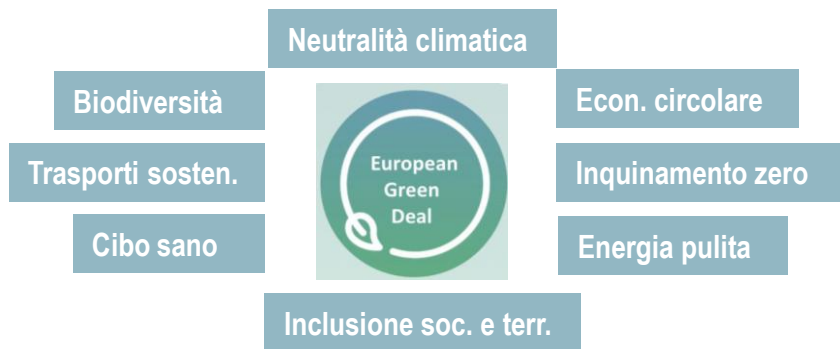 Neutralità climatica
Biodiversità
Econ. circolare
Trasporti sosten.
European
Green
Deal
Inquinamento zero
Cibo sano
Energia pulita
Inclusione soc. e terr.